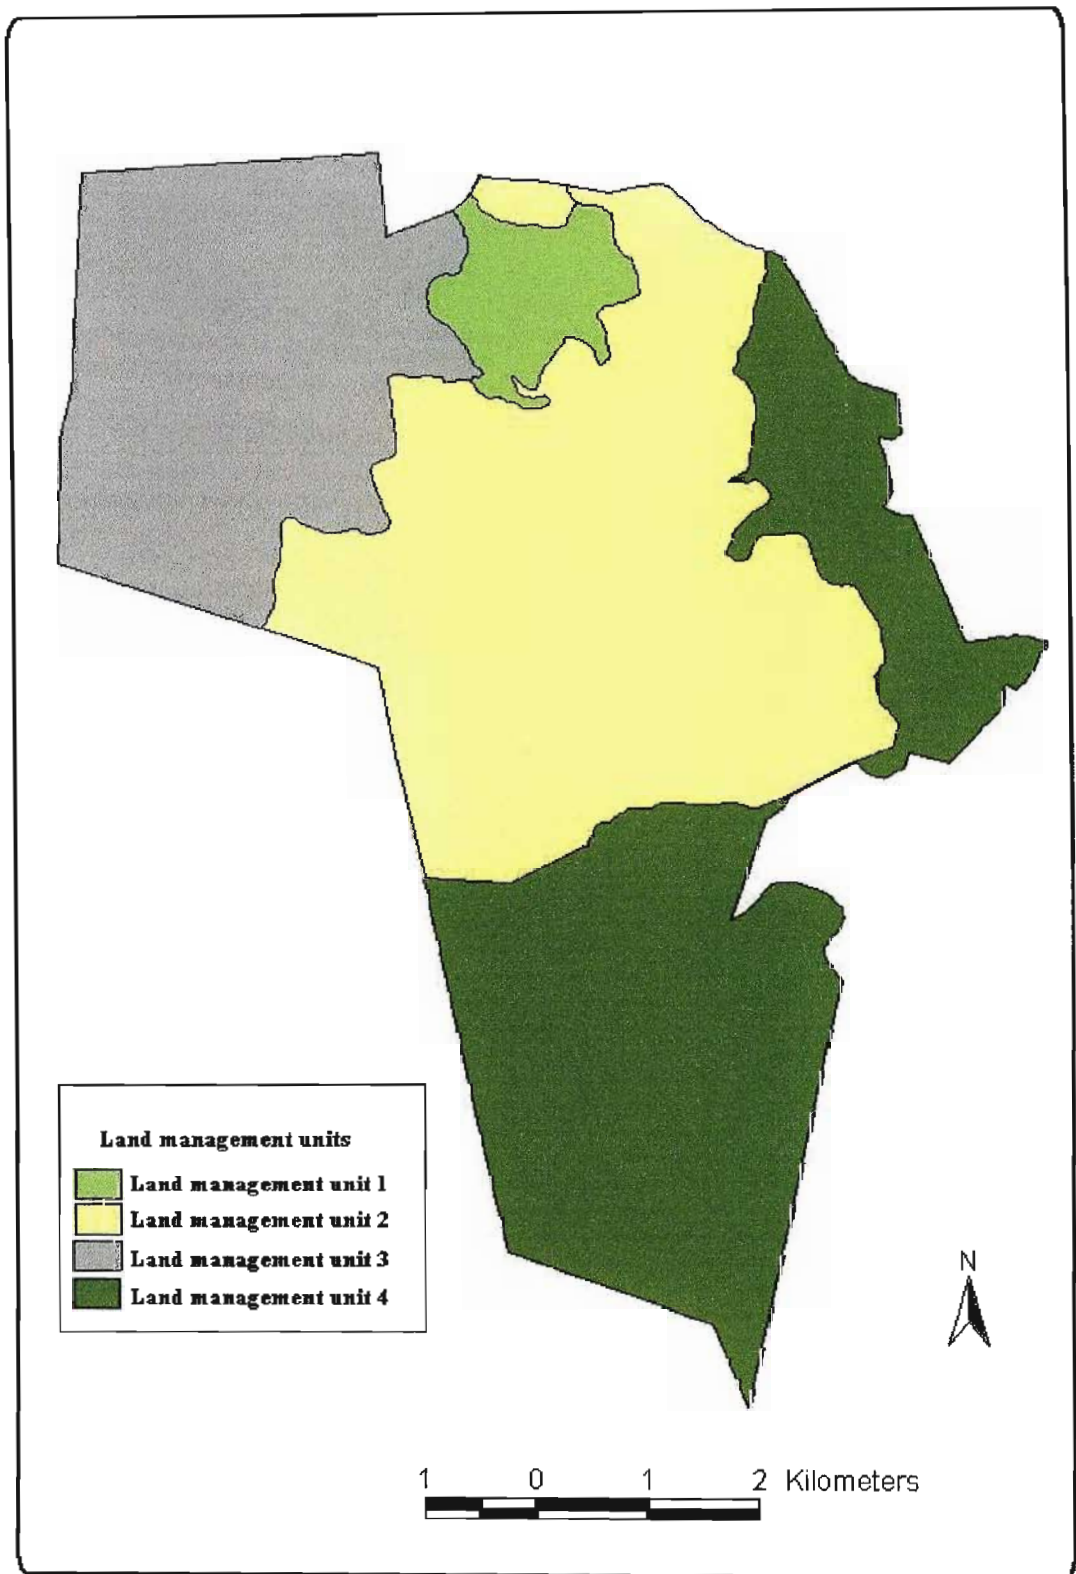 Land management units
Land management unit 1
Land management unit 2
Land management unit 3
Land management unit 4
N
1 0 1 2 Kilometers